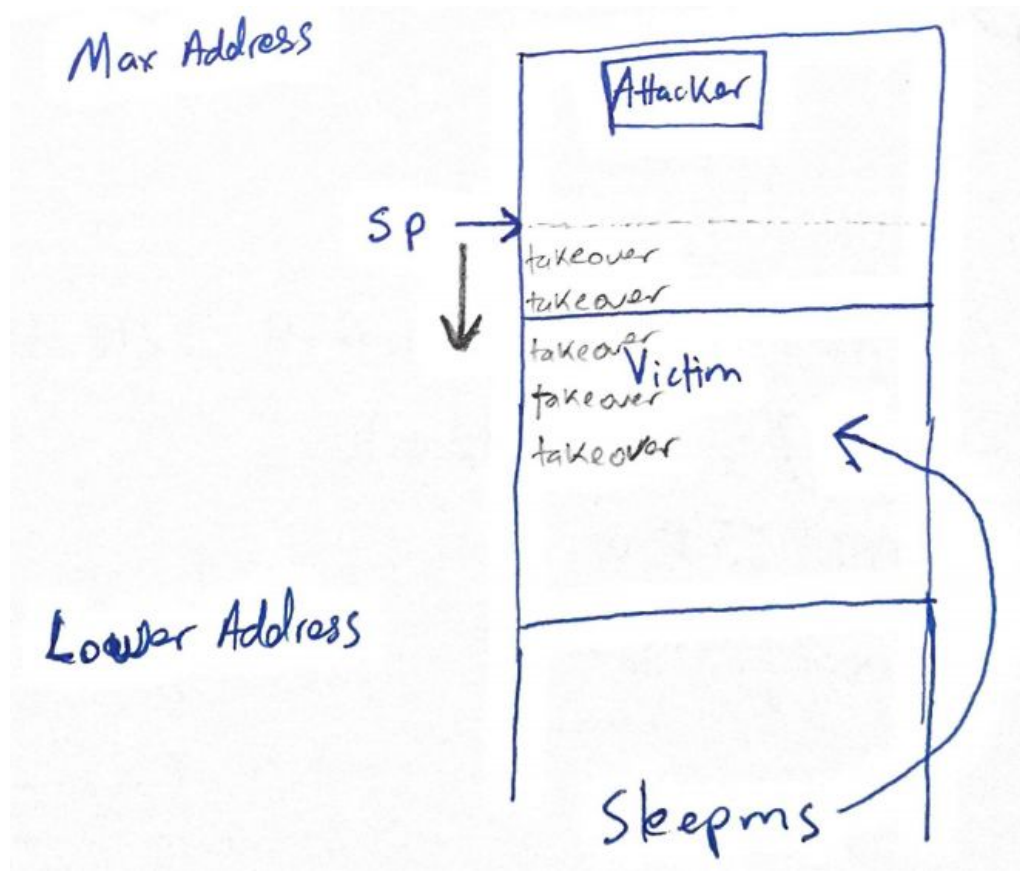 Max Address
Attacker
SP
takeover
takeover
takeover
Victim
takeover
takeover
Lower Address
Sleepms